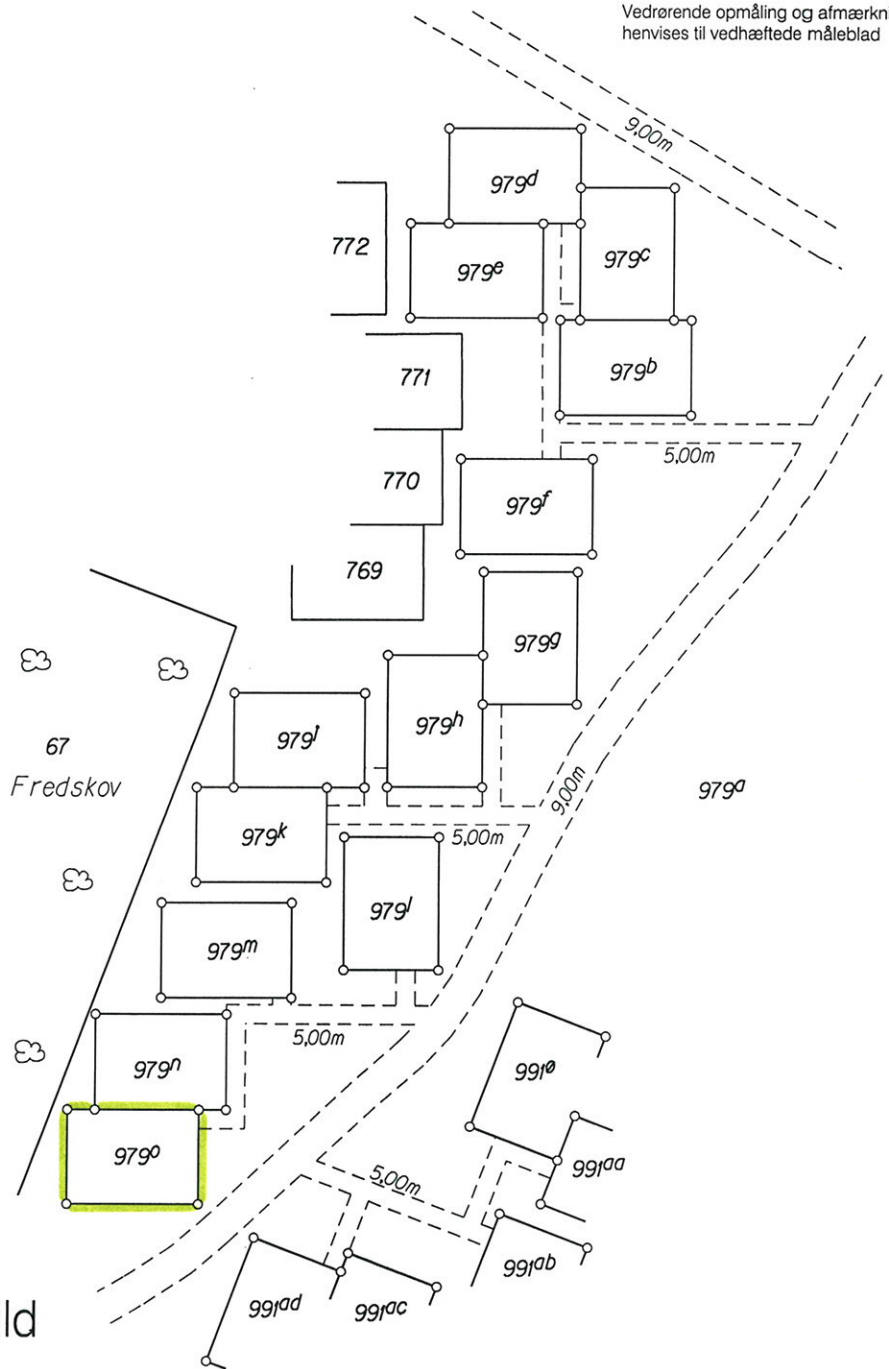 Vedrørende opmåling og afmærkni
henvises til vedhæftede måleblad
9,00m
979d
772
979c
979e
771
979b
5,00m
770
979f
769
979g
979h
979i
67
Fredskov
9,00m
979a
979k
5,00m
979l
979m
5,00m
979n
991ø
979o
991aa
5,00m
991ab
991ad
991ac
ld